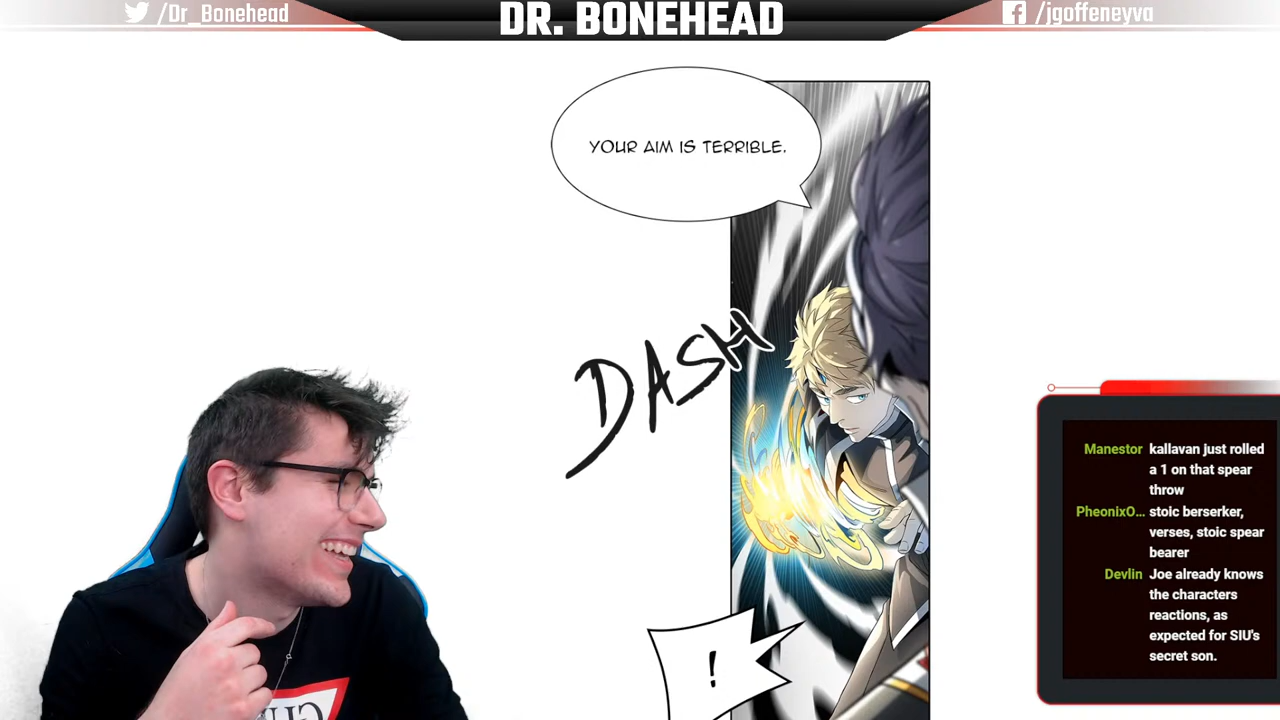 /Dr_Bonehead
DR. BONEHEAD
/jgoffeneyva
YOUR AIM IS TERRIBLE.
DASH
!
Manestor kallavan just rolled
a 1 on that spear
throw
PheonixO... stoic berserker,
verses, stoic spear
bearer
Devlin Joe already knows
the characters
reactions, as
expected for SIU's
secret son.